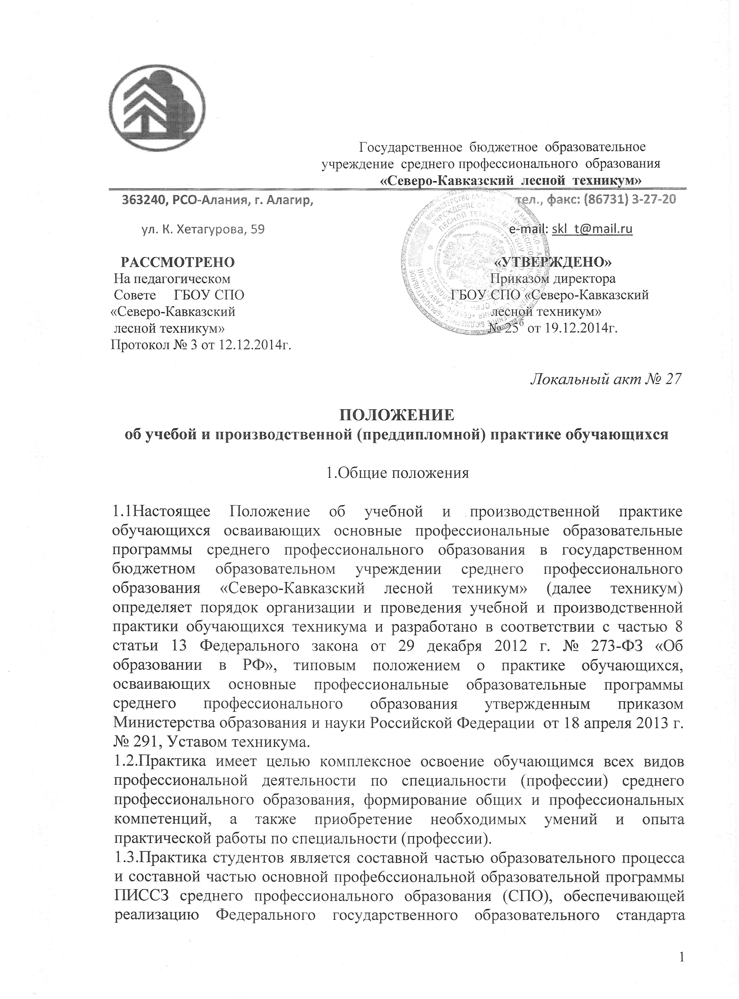 Государственное бюджетное образовательное
учреждение среднего профессионального образования
«Северо-Кавказский лесной техникум»
363240, РСО-Алания, г. Алагир,
тел., факс: (86731) 3-27-20
ул. К. Хетагурова, 59
e-mail: skl_t@mail.ru
РАССМОТРЕНО
На педагогическом
Совете ГБОУ СПО
«Северо-Кавказский
лесной техникум»
Протокол № 3 от 12.12.2014г.
«УТВЕРЖДЕНО»
Приказом директора
ГБОУ СПО «Северо-Кавказский
лесной техникум»
№ 25б от 19.12.2014г.
Локальный акт № 27
ПОЛОЖЕНИЕ
об учебой и производственной (преддипломной) практике обучающихся
1.Общие положения
1.1Настоящее Положение об учебной и производственной практике
обучающихся осваивающих основные профессиональные образовательные
программы среднего профессионального образования в государственном
бюджетном образовательном учреждении среднего профессионального
образования «Северо-Кавказский лесной техникум» (далее техникум)
определяет порядок организации и проведения учебной и производственной
практики обучающихся техникума и разработано в соответствии с частью 8
статьи 13 Федерального закона от 29 декабря 2012 г. № 273-ФЗ «Об
образовании в РФ», типовым положением о практике обучающихся,
осваивающих основные профессиональные образовательные программы
среднего профессионального образования утвержденным приказом
Министерства образования и науки Российской Федерации от 18 апреля 2013 г.
№ 291, Уставом техникума.
1.2.Практика имеет целью комплексное освоение обучающимся всех видов
профессиональной деятельности по специальности (профессии) среднего
профессионального образования, формирование общих и профессиональных
компетенций, а также приобретение необходимых умений и опыта
практической работы по специальности (профессии).
1.3.Практика студентов является составной частью образовательного процесса
и составной частью основной профе6ссиональной образовательной программы
ПИССЗ среднего профессионального образования (СПО), обеспечивающей
реализацию Федерального государственного образовательного стандарта
1